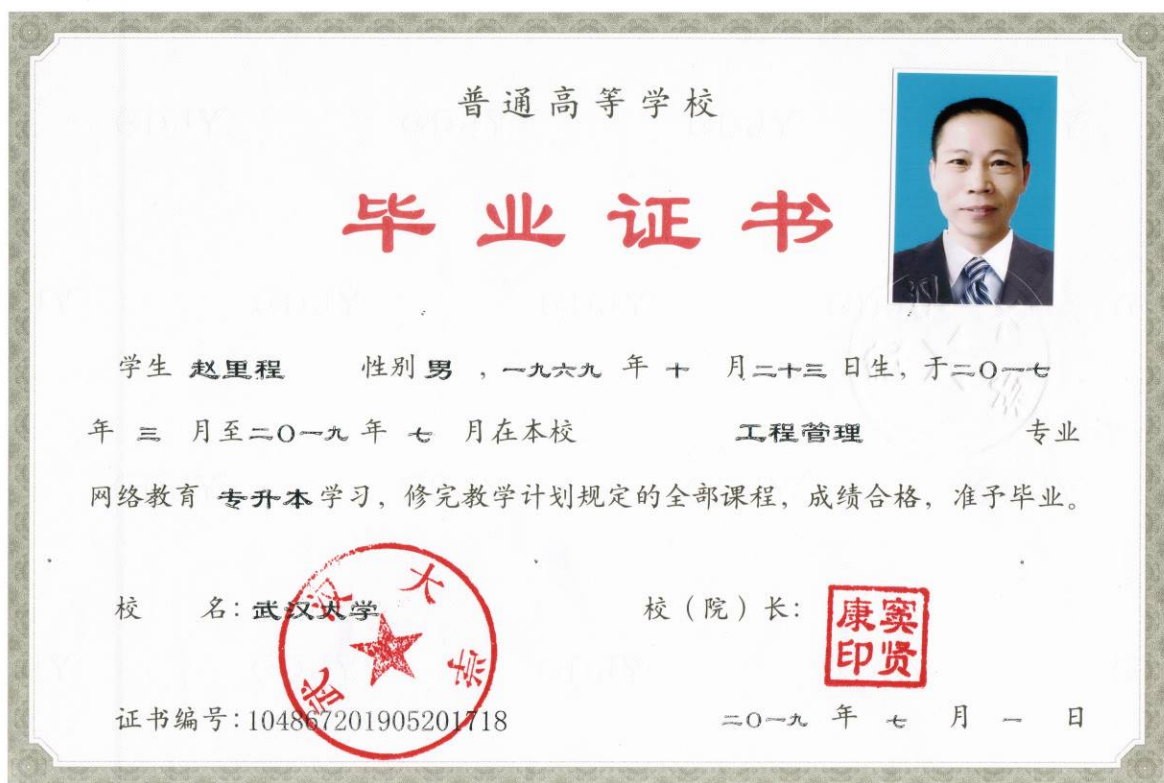 普通高等学校
毕业证书
学生 赵里程 性别 男 ，一九六九 年 十 月 二十三 日生，于二〇一七
年 三 月至二〇一九 年 七 月在本校 工程管理 专业
网络教育 专升本 学习，修完教学计划规定的全部课程，成绩合格，准予毕业。
校 名：武汉大学 校（院）长：
武汉大学
窦贤康印
证书编号：104867201905201718 二〇一九 年 七 月 一 日